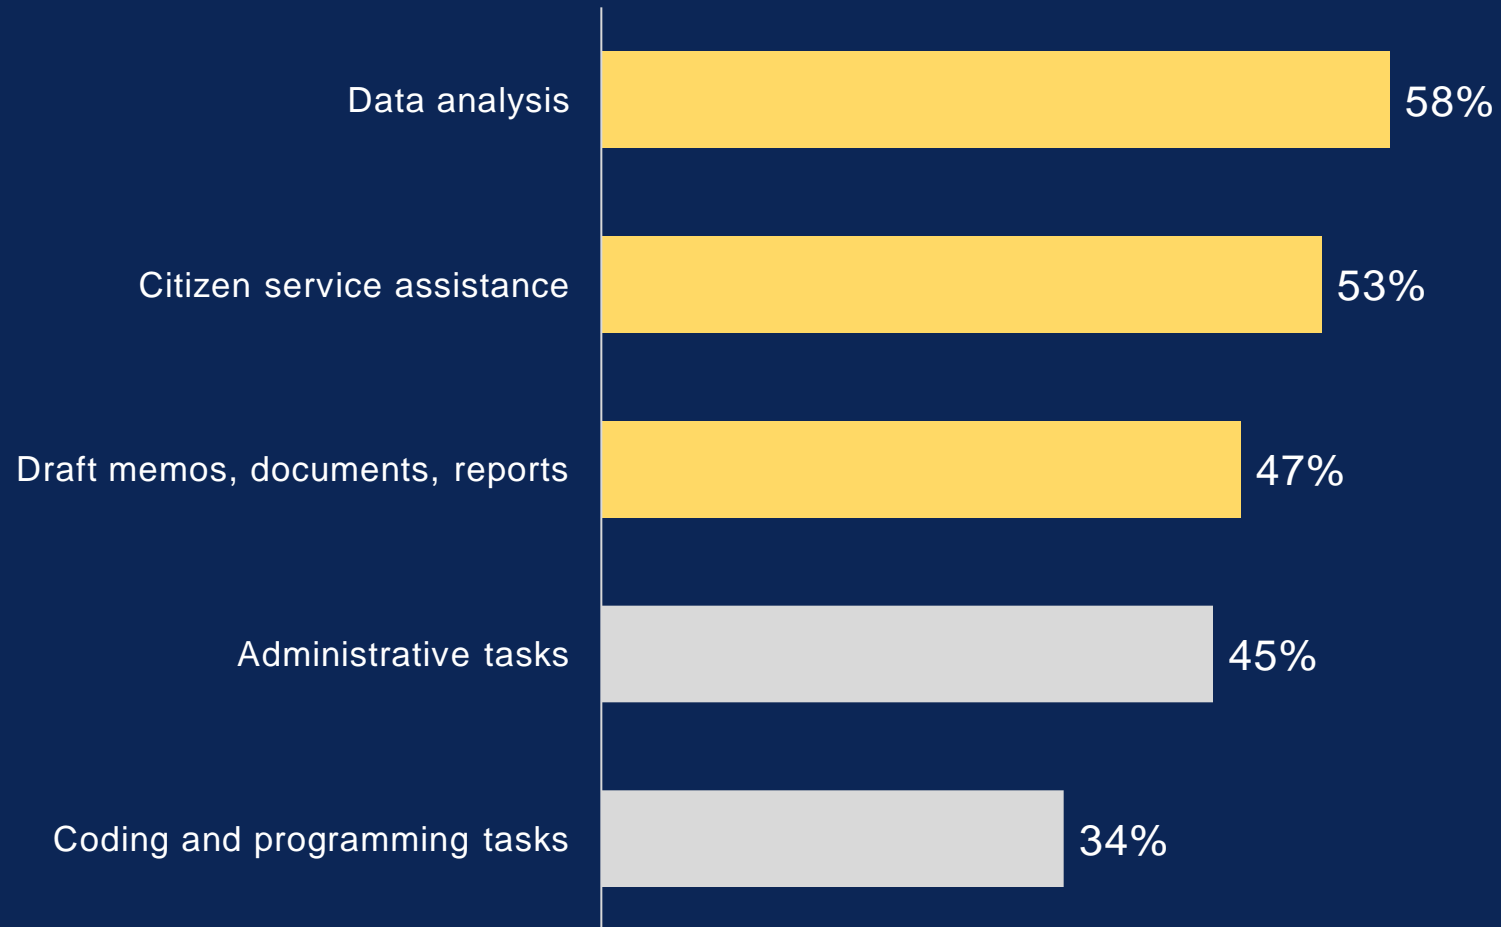 Data analysis 58%
Citizen service assistance 53%
Draft memos, documents, reports 47%
Administrative tasks 45%
Coding and programming tasks 34%